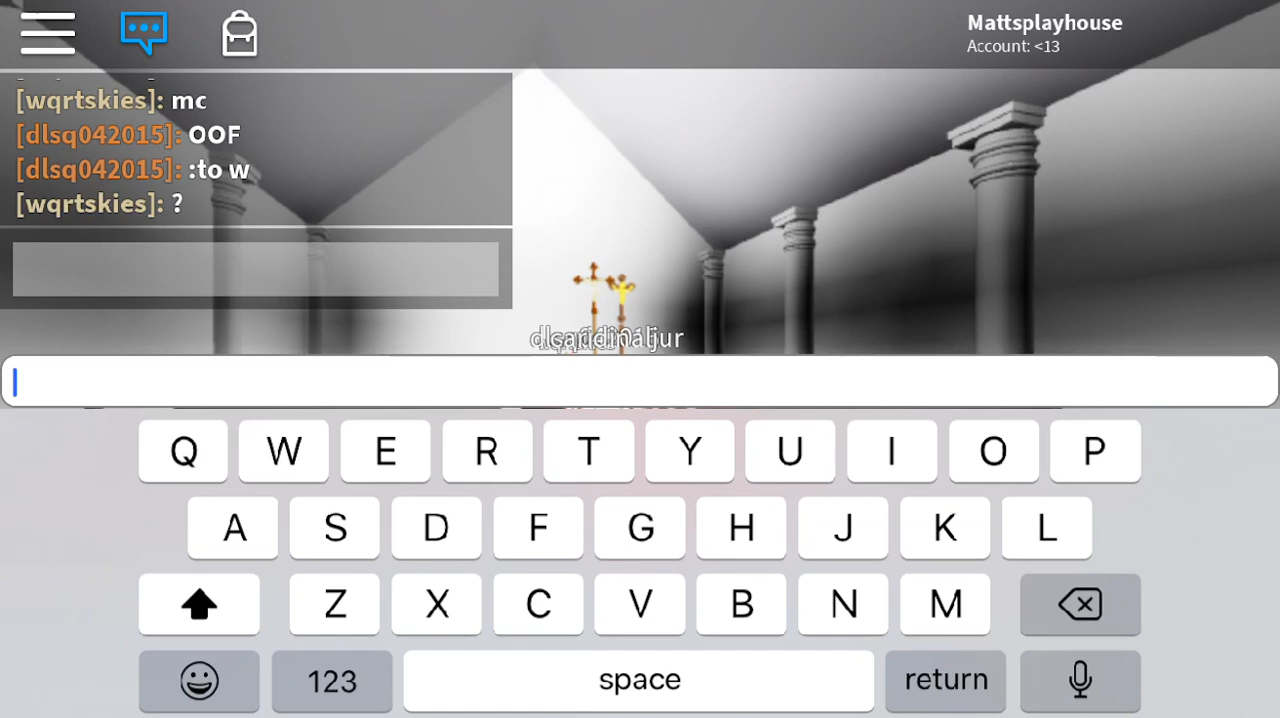 Mattsplayhouse
Account: <13
[wqrtskies]: mc
[dlsq042015]: OOF
[dlsq042015]: :to w
[wqrtskies]: ?
Q W E R T Y U I O P
A S D F G H J K L
Z X C V B N M
123 space return